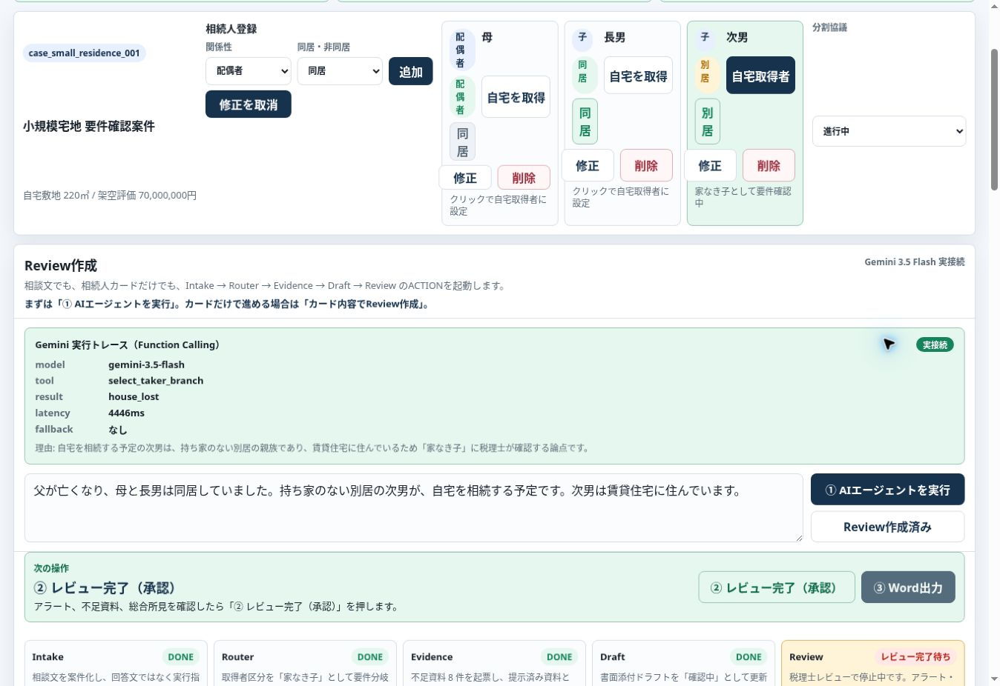 case_small_residence_001
小規模宅地 要件確認案件
自宅敷地 220㎡ / 架空評価 70,000,000円
相続人登録
関係性
同居・非同居
配偶者
同居
追加
修正を取消
配偶者
母
配偶者
自宅を取得
同居
修正
削除
クリックで自宅取得者に
設定
子
長男
同居
自宅を取得
同居
修正
削除
クリックで自宅取得者に
設定
子
次男
別居
自宅取得者
別居
修正
削除
家なき子として要件確認
中
分割協議
進行中
Review作成
Gemini 3.5 Flash 実接続
相談文でも、相続人カードだけでも、Intake → Router → Evidence → Draft → Review のACTIONを起動します。
まずは「① AIエージェントを実行」。カードだけで進める場合は「カード内容でReview作成」。
Gemini 実行トレース（Function Calling）
実接続
model gemini-3.5-flash
tool select_taker_branch
result house_lost
latency 4446ms
fallback なし
理由: 自宅を相続する予定の次男は、持ち家のない別居の親族であり、賃貸住宅に住んでいるため「家なき子」に税理士が確認する論点です。
父が亡くなり、母と長男は同居していました。持ち家のない別居の次男が、自宅を相続する予定です。次男は賃貸住宅に住んでいます。
① AIエージェントを実行
Review作成済み
次の操作
② レビュー完了（承認）
アラート、不足資料、総合所見を確認したら「② レビュー完了（承認）」を押します。
② レビュー完了（承認）
③ Word出力
Intake DONE
相談文を案件化し、回答文ではなく実行指
Router DONE
取得者区分を「家なき子」として要件分岐
Evidence DONE
不足資料 8 件を起票し、提示済み資料と
Draft DONE
書面添付ドラフトを「確認中」として更新
Review レビュー完了待ち
税理士レビューで停止中です。アラート・